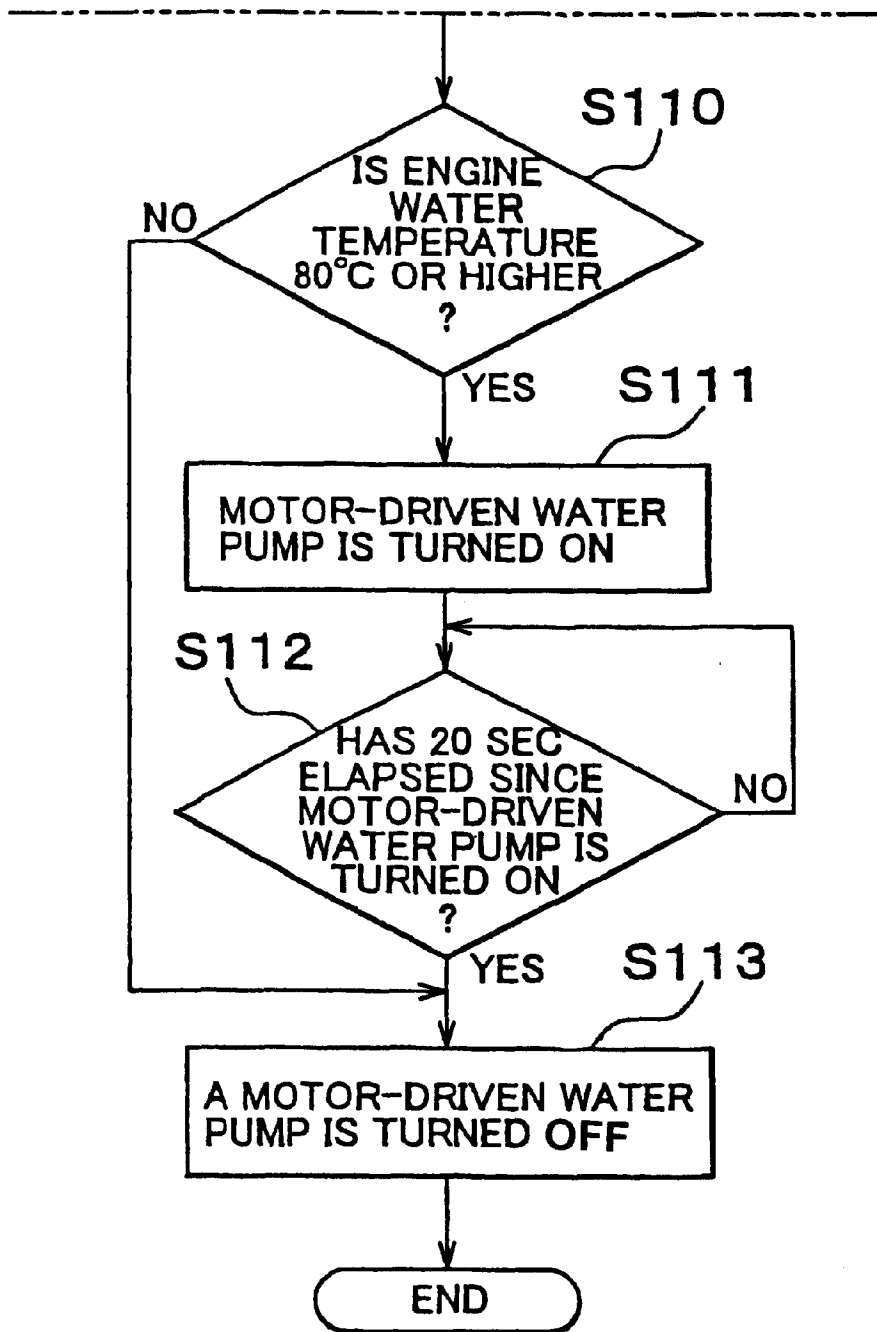 S110
IS ENGINE
WATER
TEMPERATURE
80°C OR HIGHER
?
NO
YES
S111
MOTOR-DRIVEN WATER
PUMP IS TURNED ON
S112
HAS 20 SEC
ELAPSED SINCE
MOTOR-DRIVEN
WATER PUMP IS
TURNED ON
?
NO
YES
S113
A MOTOR-DRIVEN WATER
PUMP IS TURNED OFF
END